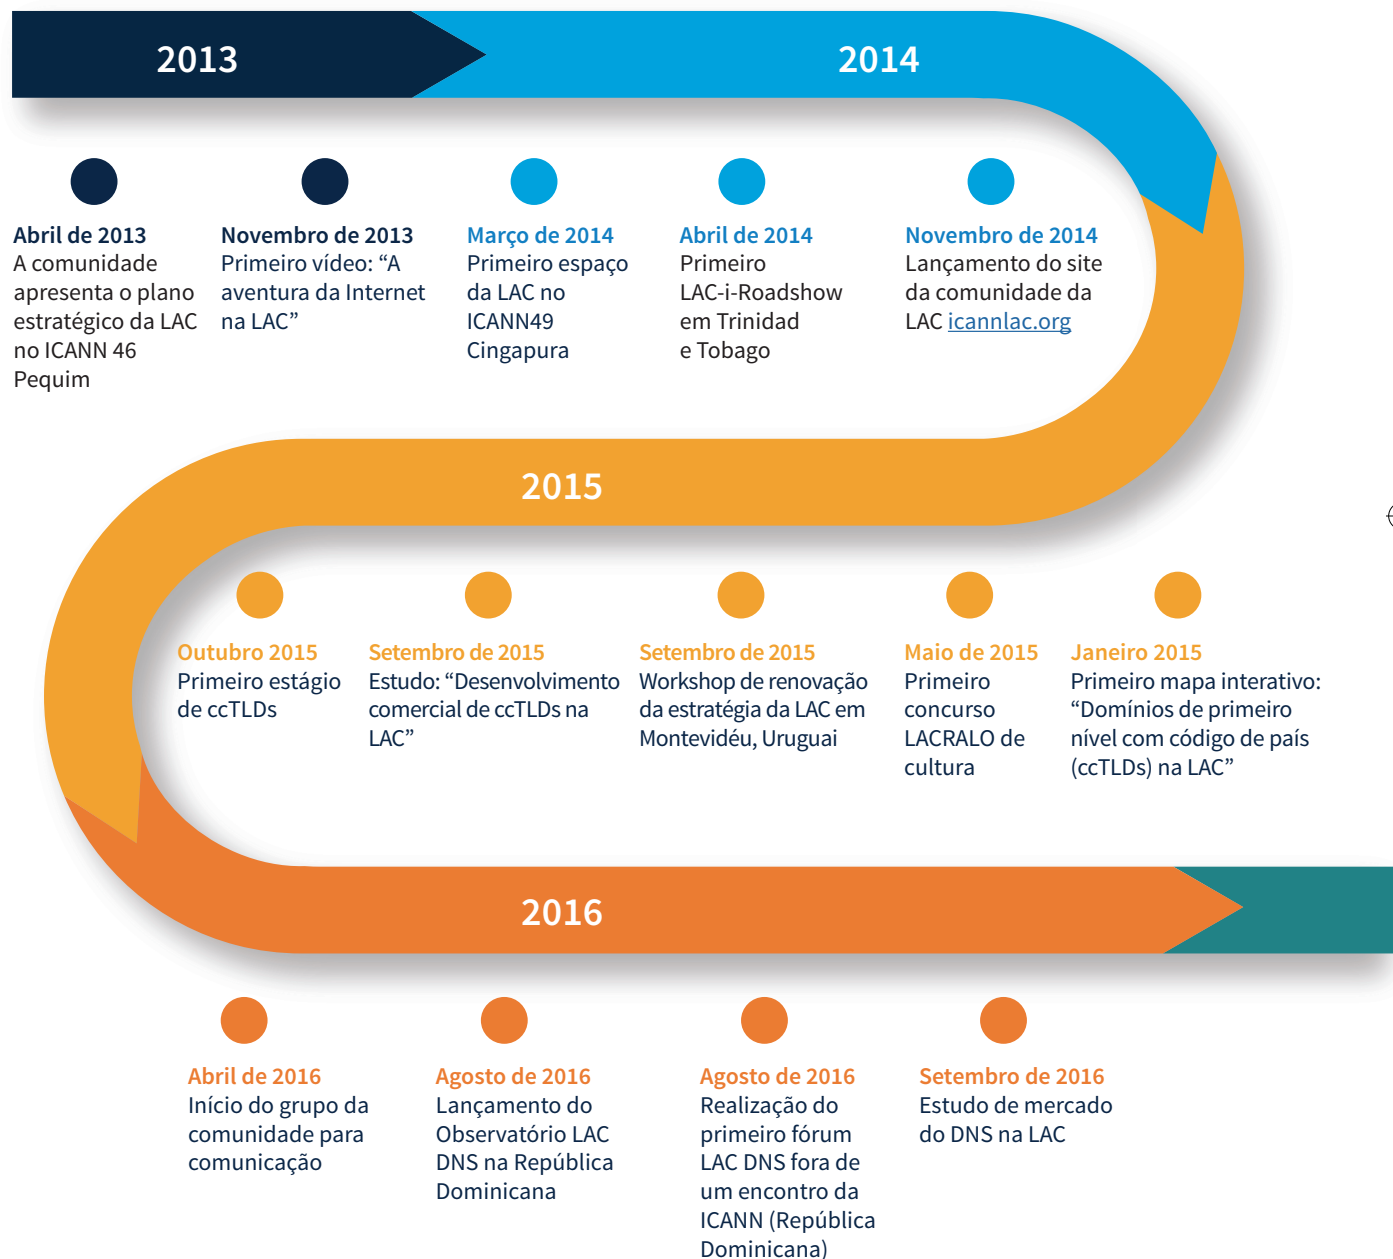 2013
2014
Abril de 2013
A comunidade
apresenta o plano
estratégico da LAC
no ICANN 46
Pequim
Novembro de 2013
Primeiro vídeo: “A
aventura da Internet
na LAC”
Março de 2014
Primeiro espaço
da LAC no
ICANN49
Cingapura
Abril de 2014
Primeiro
LAC-i-Roadshow
em Trinidad
e Tobago
Novembro de 2014
Lançamento do site
da comunidade da
LAC icannlac.org
2015
Outubro 2015
Primeiro estágio
de ccTLDs
Setembro de 2015
Estudo: “Desenvolvimento
comercial de ccTLDs na
LAC”
Setembro de 2015
Workshop de renovação
da estratégia da LAC em
Montevidéu, Uruguai
Maio de 2015
Primeiro
concurso
LACRALO de
cultura
Janeiro 2015
Primeiro mapa interativo:
“Domínios de primeiro
nível com código de país
(ccTLDs) na LAC”
2016
Abril de 2016
Início do grupo da
comunidade para
comunicação
Agosto de 2016
Lançamento do
Observatório LAC
DNS na República
Dominicana
Agosto de 2016
Realização do
primeiro fórum
LAC DNS fora de
um encontro da
ICANN (República
Dominicana)
Setembro de 2016
Estudo de mercado
do DNS na LAC